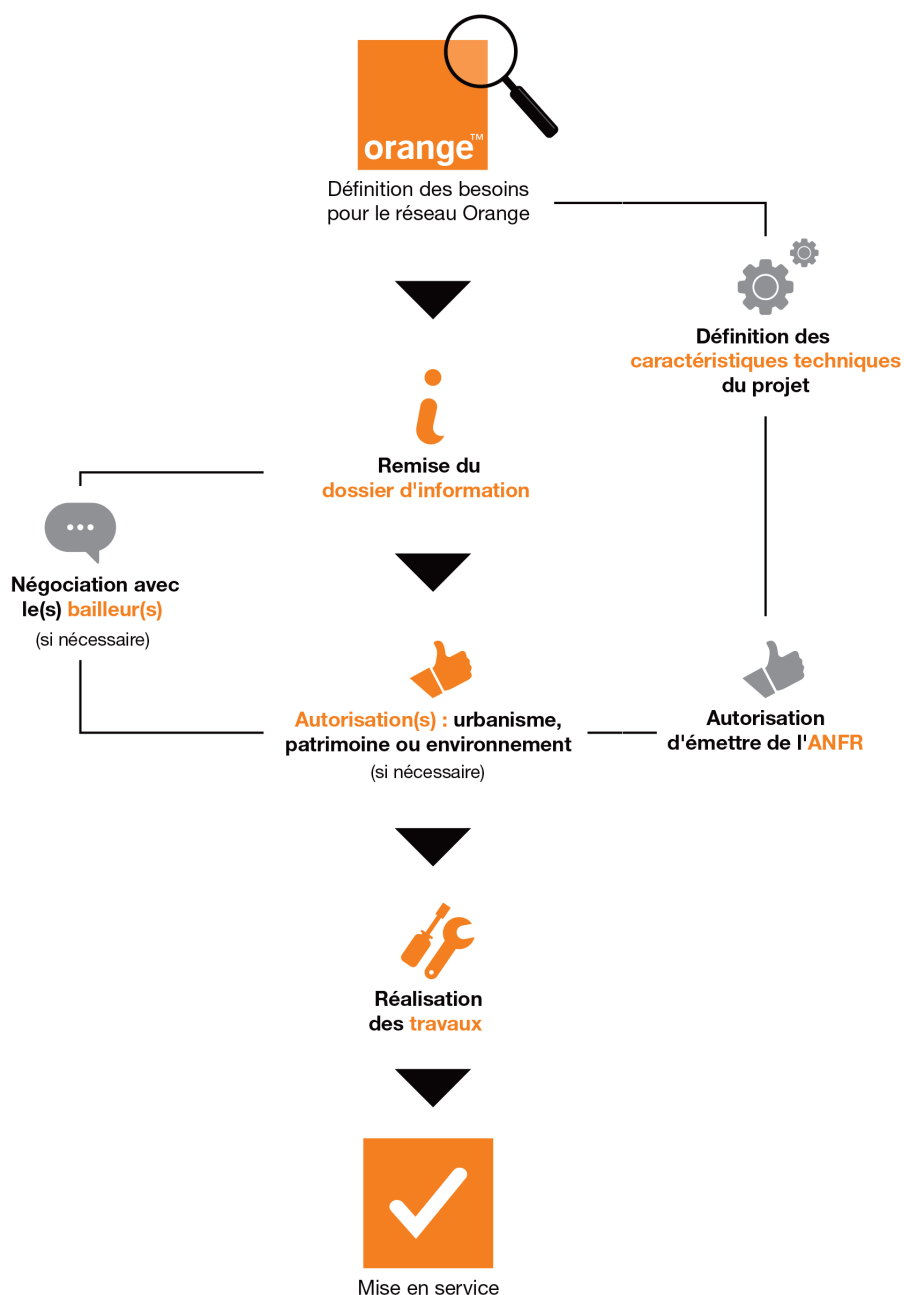 orange™
Définition des besoins
pour le réseau Orange
Définition des
caractéristiques techniques
du projet
Remise du
dossier d'information
Négociation avec
le(s) bailleur(s)
(si nécessaire)
Autorisation(s) : urbanisme,
patrimoine ou environnement
(si nécessaire)
Autorisation
d'émettre de l'ANFR
Réalisation
des travaux
Mise en service